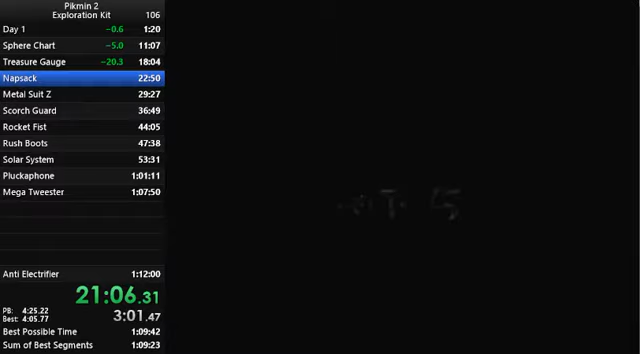 Pikmin 2
Exploration Kit 106
Day 1 −0.6 1:20
Sphere Chart −5.0 11:07
Treasure Gauge −20.3 18:04
Napsack 22:50
Metal Suit Z 29:27
Scorch Guard 36:49
Rocket Fist 44:05
Rush Boots 47:38
Solar System 53:31
Pluckaphone 1:01:11
Mega Tweester 1:07:50
Anti Electrifier 1:12:00
21:06.31
PB: 4:25.22
Best: 4:05.77
3:01.47
Best Possible Time 1:09:42
Sum of Best Segments 1:09:23